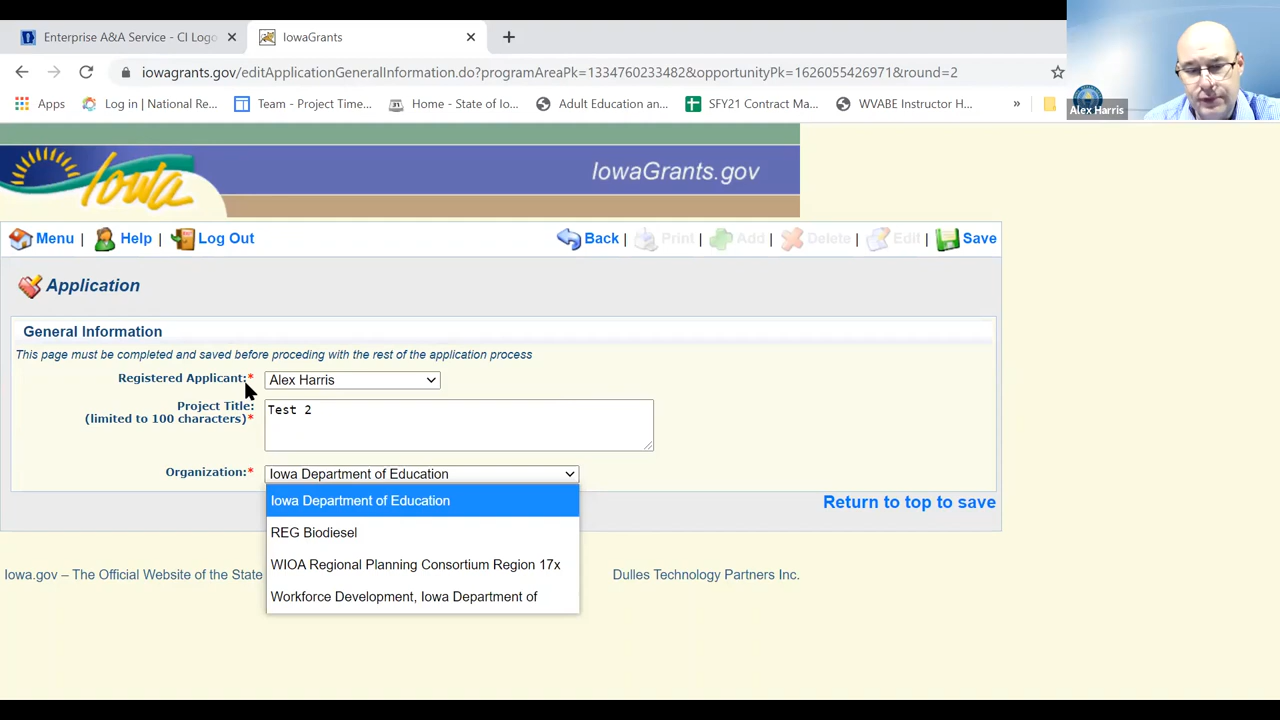 Enterprise A&A Service - CI Logo
IowaGrants
iowagrants.gov/editApplicationGeneralInformation.do?programAreaPk=1334760233482&opportunityPk=1626055426971&round=2
Apps
Log in | National Re...
Team - Project Time...
Home - State of Io...
Adult Education an...
SFY21 Contract Ma...
WVABE Instructor H...
»
Alex Harris
Iowa
IowaGrants.gov
Menu | Help | Log Out
Back | Print | Add | Delete | Edit | Save
Application
General Information
This page must be completed and saved before proceding with the rest of the application process
Registered Applicant:* Alex Harris
Project Title: Test 2
(limited to 100 characters)*
Organization:* Iowa Department of Education
Iowa Department of Education
REG Biodiesel
WIOA Regional Planning Consortium Region 17x
Workforce Development, Iowa Department of
Return to top to save
Iowa.gov – The Official Website of the State
Dulles Technology Partners Inc.